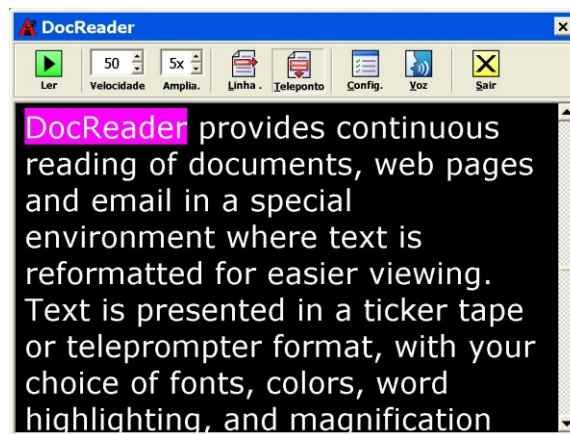 DocReader
50
5x
Ler
Velocidade
Amplia.
Linha .
Teleponto
Config.
Voz
Sair
DocReader provides continuous
reading of documents, web pages
and email in a special
environment where text is
reformatted for easier viewing.
Text is presented in a ticker tape
or teleprompter format, with your
choice of fonts, colors, word
highlighting, and magnification